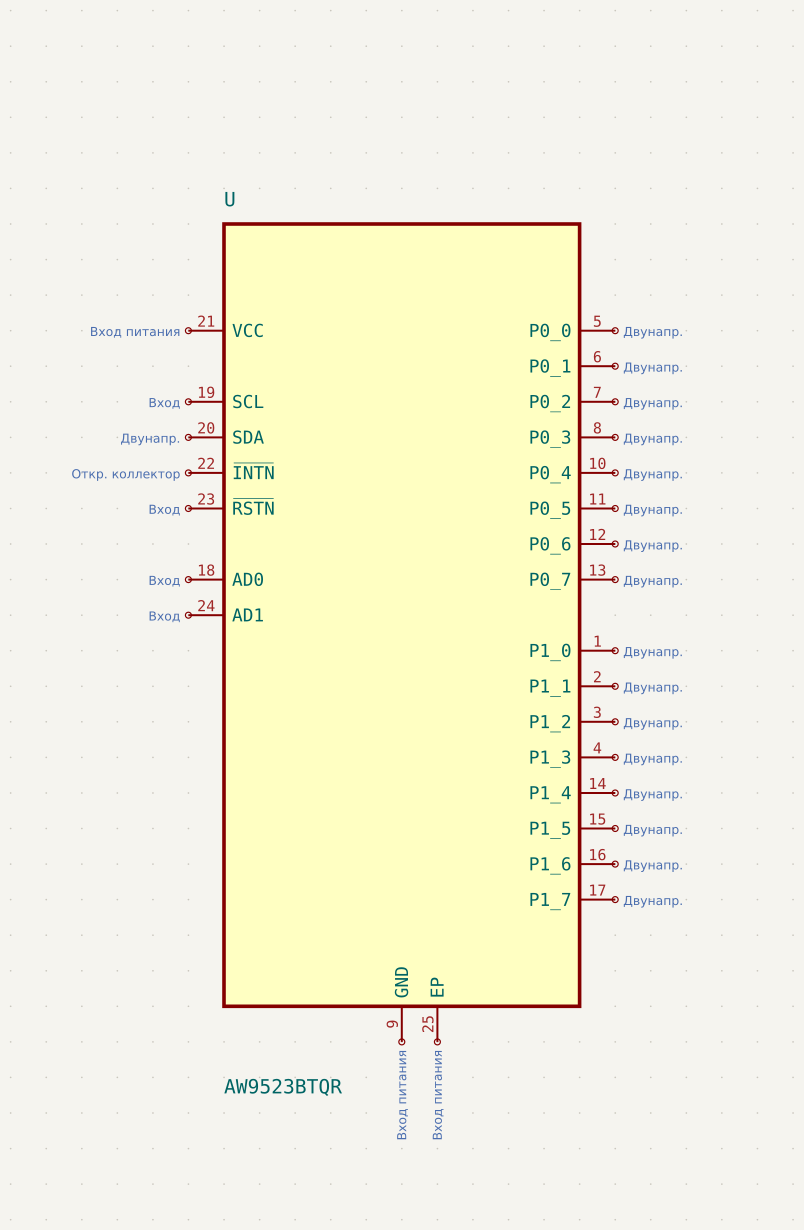 U
Вход питания 21 VCC P0_0 5 Двунапр.
P0_1 6 Двунапр.
Вход 19 SCL P0_2 7 Двунапр.
Двунапр. 20 SDA P0_3 8 Двунапр.
Откр. коллектор 22 INTN P0_4 10 Двунапр.
Вход 23 RSTN P0_5 11 Двунапр.
P0_6 12 Двунапр.
Вход 18 AD0 P0_7 13 Двунапр.
Вход 24 AD1
P1_0 1 Двунапр.
P1_1 2 Двунапр.
P1_2 3 Двунапр.
P1_3 4 Двунапр.
P1_4 14 Двунапр.
P1_5 15 Двунапр.
P1_6 16 Двунапр.
P1_7 17 Двунапр.
GND 9 Вход питания
EP 25 Вход питания
AW9523BTQR